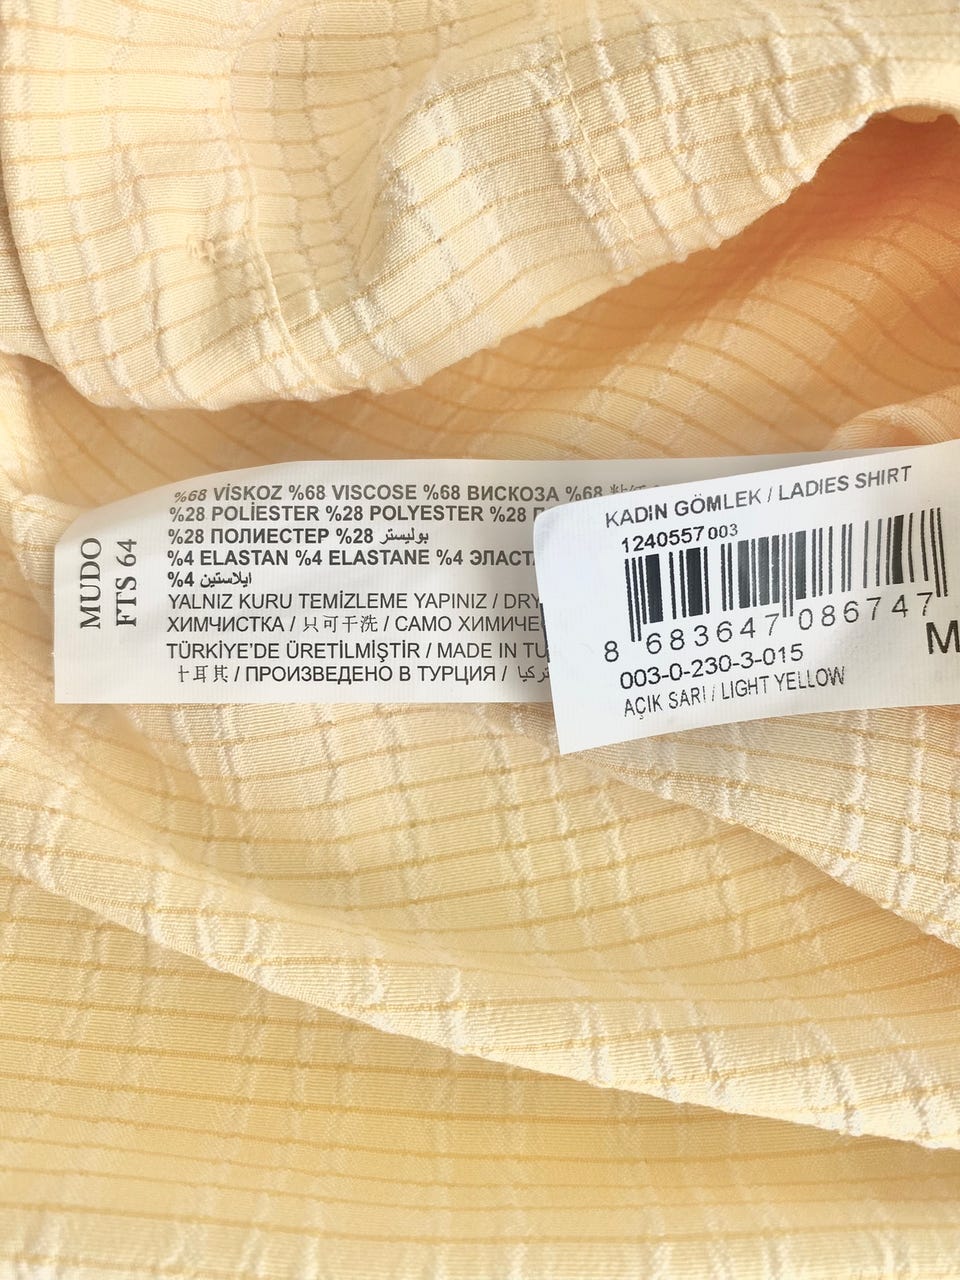 MUDO
FTS 64
%68 VİSKOZ %68 VISCOSE %68 ВИСКОЗА %68
%28 POLİESTER %28 POLYESTER %28
%28 ПОЛИЕСТЕР %28 بوليستر
%4 ELASTAN %4 ELASTANE %4 ЭЛАСТ
%4 ايلاستين
YALNIZ KURU TEMİZLEME YAPINIZ / DRY
ХИМЧИСТКА / 只可干洗 / САМО ХИМИЧЕ
TÜRKİYE'DE ÜRETİLMİŞTİR / MADE IN TU
土耳其 / ПРОИЗВЕДЕНО В ТУРЦИЯ /
KADIN GÖMLEK / LADIES SHIRT
1240557 003
8 683647 086747
003-0-230-3-015
M
AÇIK SARI / LIGHT YELLOW